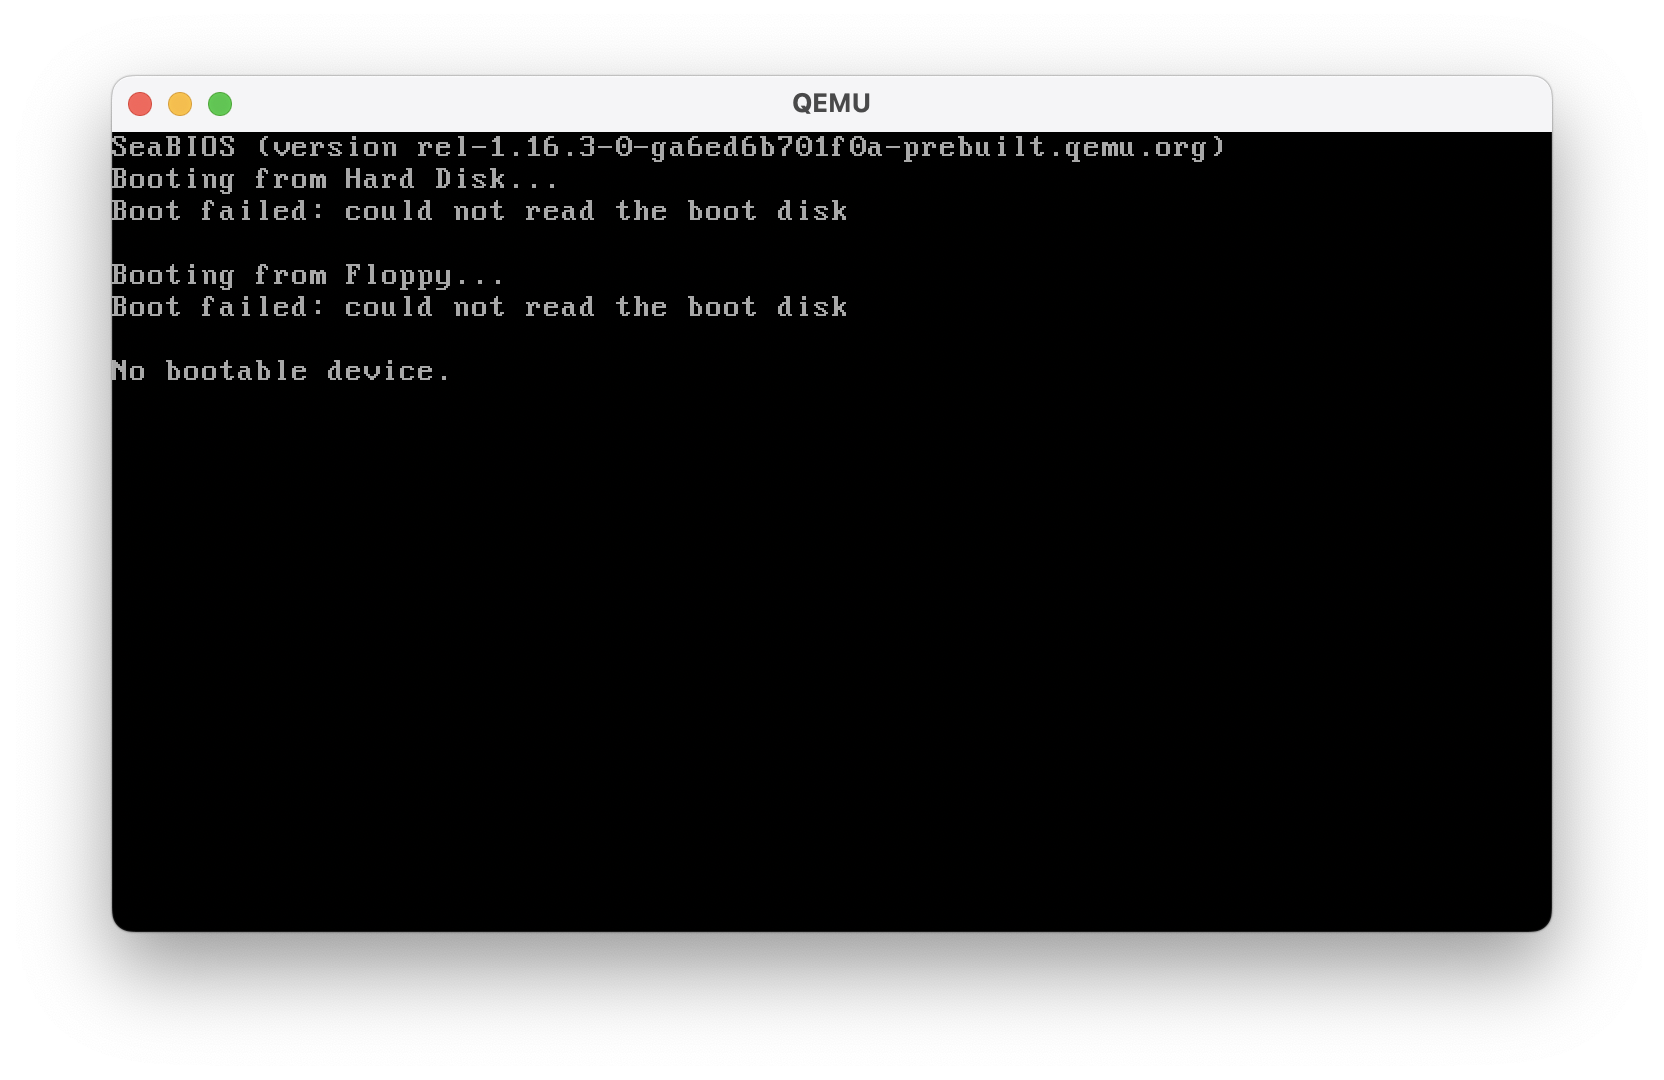 QEMU
SeaBIOS (version rel-1.16.3-0-ga6ed6b701f0a-prebuilt.qemu.org)
Booting from Hard Disk...
Boot failed: could not read the boot disk
Booting from Floppy...
Boot failed: could not read the boot disk
No bootable device.